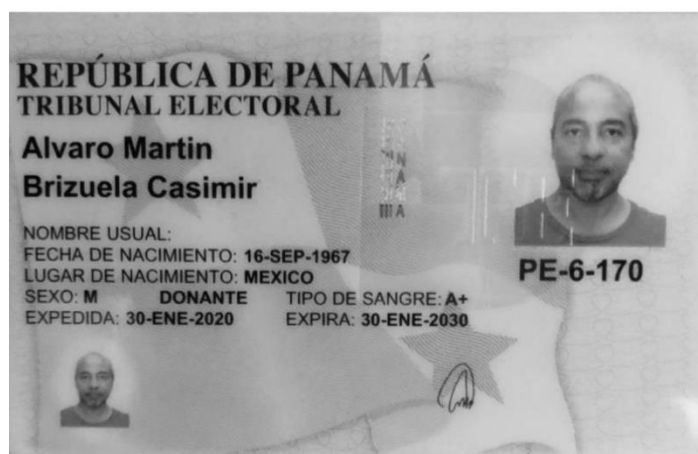 REPÚBLICA DE PANAMÁ
TRIBUNAL ELECTORAL
Alvaro Martin
Brizuela Casimir
NOMBRE USUAL:
FECHA DE NACIMIENTO: 16-SEP-1967
LUGAR DE NACIMIENTO: MEXICO
SEXO: M DONANTE TIPO DE SANGRE: A+
EXPEDIDA: 30-ENE-2020 EXPIRA: 30-ENE-2030
PE-6-170